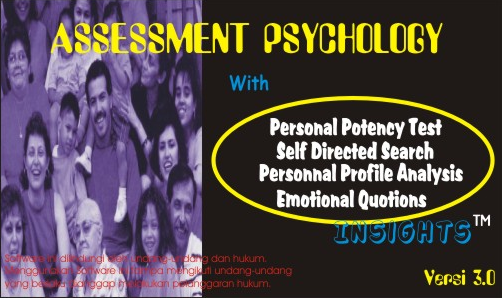 ASSESSMENT PSYCHOLOGY
With
Personal Potency Test
Self Directed Search
Personnal Profile Analysis
Emotional Quotions
INSIGHTS™
Software ini dilindungi oleh undang-undang dan hukum.
Menggunakan Software ini tanpa mengikuti undang-undang
yang berlaku, dianggap melakukan pelanggaran hukum.
Versi 3.0